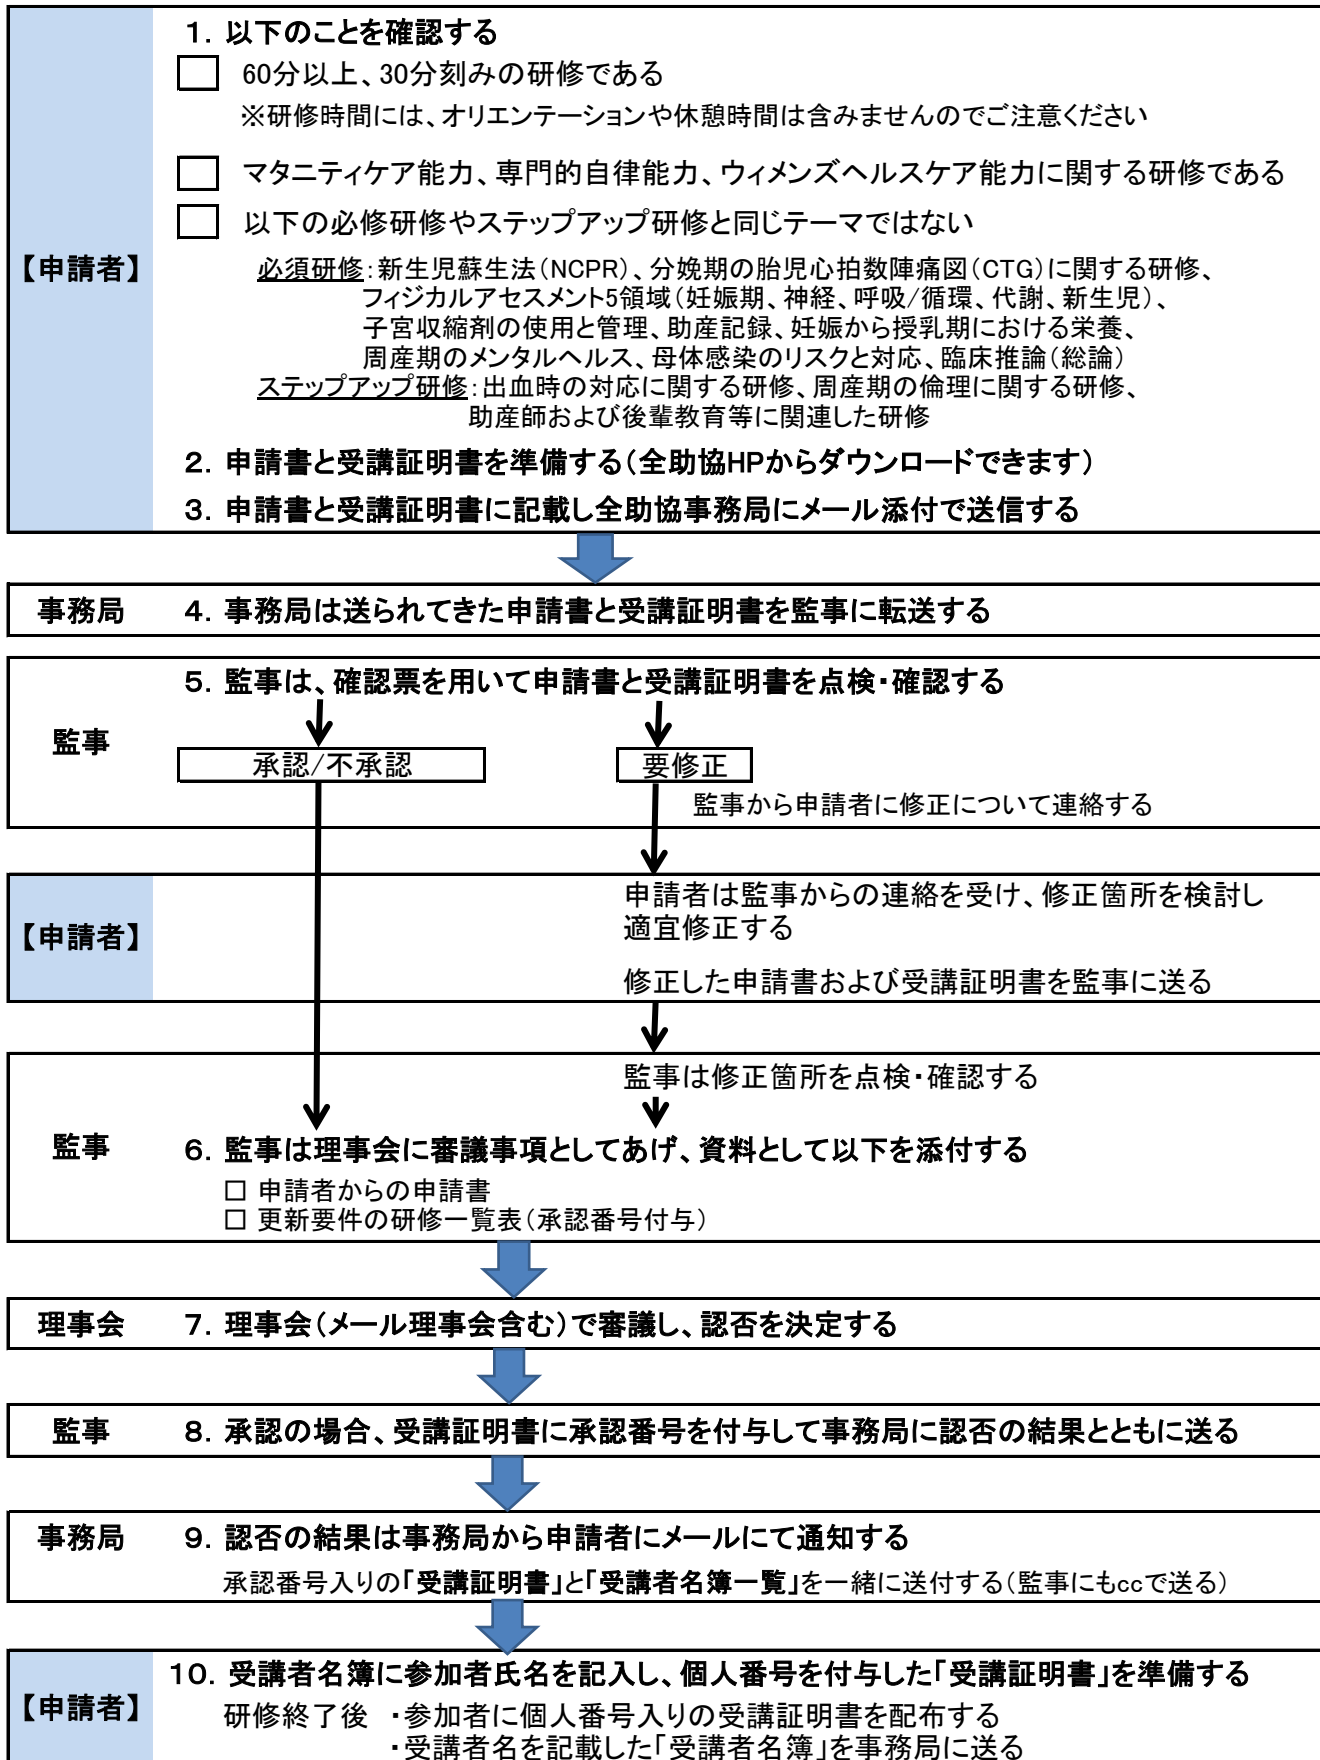 1．以下のことを確認する
60分以上、30分刻みの研修である
※研修時間には、オリエンテーションや休憩時間は含みませんのでご注意ください
マタニティケア能力、専門的自律能力、ウィメンズヘルスケア能力に関する研修である
以下の必修研修やステップアップ研修と同じテーマではない
【申請者】
必須研修：新生児蘇生法（NCPR）、分娩期の胎児心拍数陣痛図（CTG）に関する研修、
フィジカルアセスメント5領域（妊娠期、神経、呼吸/循環、代謝、新生児）、
子宮収縮剤の使用と管理、助産記録、妊娠から授乳期における栄養、
周産期のメンタルヘルス、母体感染のリスクと対応、臨床推論（総論）
ステップアップ研修：出血時の対応に関する研修、周産期の倫理に関する研修、
助産師および後輩教育等に関連した研修
2．申請書と受講証明書を準備する（全助協HPからダウンロードできます）
3．申請書と受講証明書に記載し全助協事務局にメール添付で送信する
事務局 4．事務局は送られてきた申請書と受講証明書を監事に転送する
5．監事は、確認票を用いて申請書と受講証明書を点検・確認する
監事
承認/不承認 要修正
監事から申請者に修正について連絡する
申請者は監事からの連絡を受け、修正箇所を検討し
適宜修正する
【申請者】
修正した申請書および受講証明書を監事に送る
監事は修正箇所を点検・確認する
監事 6．監事は理事会に審議事項としてあげ、資料として以下を添付する
□ 申請者からの申請書
□ 更新要件の研修一覧表（承認番号付与）
理事会 7．理事会（メール理事会含む）で審議し、認否を決定する
監事 8．承認の場合、受講証明書に承認番号を付与して事務局に認否の結果とともに送る
事務局 9．認否の結果は事務局から申請者にメールにて通知する
承認番号入りの「受講証明書」と「受講者名簿一覧」を一緒に送付する（監事にもccで送る）
10．受講者名簿に参加者氏名を記入し、個人番号を付与した「受講証明書」を準備する
【申請者】
研修終了後 ・参加者に個人番号入りの受講証明書を配布する
・受講者名を記載した「受講者名簿」を事務局に送る